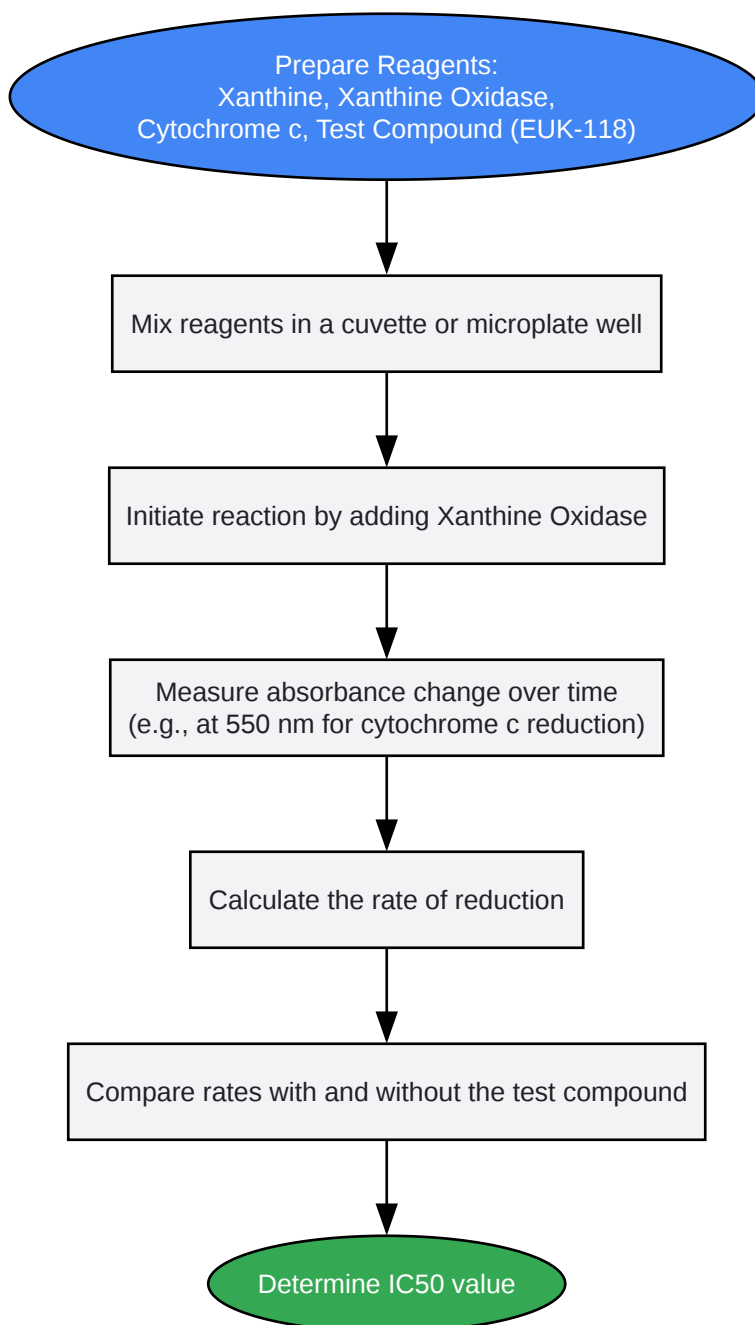 Prepare Reagents:
Xanthine, Xanthine Oxidase,
Cytochrome c, Test Compound (EUK-118)
Mix reagents in a cuvette or microplate well
Initiate reaction by adding Xanthine Oxidase
Measure absorbance change over time
(e.g., at 550 nm for cytochrome c reduction)
Calculate the rate of reduction
Compare rates with and without the test compound
Determine IC50 value